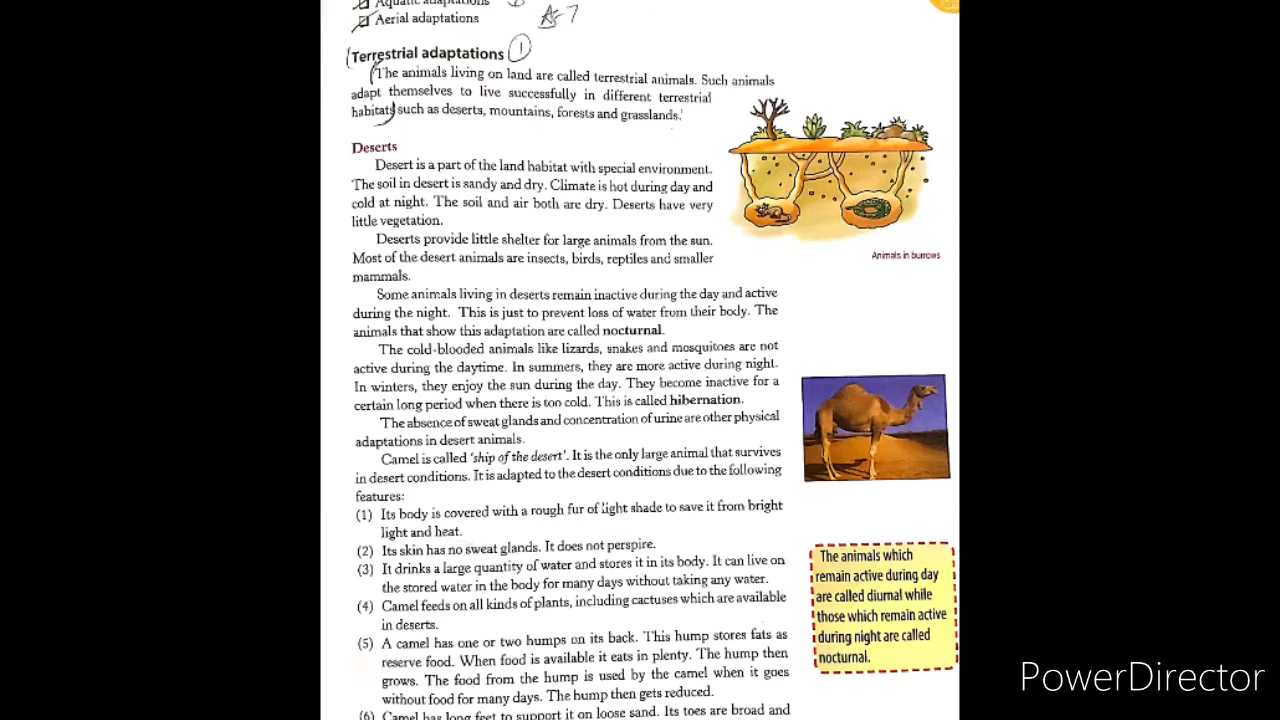 Aquatic adaptations
Aerial adaptations
A-7
Terrestrial adaptations 1
The animals living on land are called terrestrial animals. Such animals
adapt themselves to live successfully in different terrestrial
habitats such as deserts, mountains, forests and grasslands.
Deserts
Desert is a part of the land habitat with special environment.
The soil in desert is sandy and dry. Climate is hot during day and
cold at night. The soil and air both are dry. Deserts have very
little vegetation.
Deserts provide little shelter for large animals from the sun.
Most of the desert animals are insects, birds, reptiles and smaller
mammals.
Animals in burrows
Some animals living in deserts remain inactive during the day and active
during the night. This is just to prevent loss of water from their body. The
animals that show this adaptation are called nocturnal.
The cold-blooded animals like lizards, snakes and mosquitoes are not
active during the daytime. In summers, they are more active during night.
In winters, they enjoy the sun during the day. They become inactive for a
certain long period when there is too cold. This is called hibernation.
The absence of sweat glands and concentration of urine are other physical
adaptations in desert animals.
Camel is called 'ship of the desert'. It is the only large animal that survives
in desert conditions. It is adapted to the desert conditions due to the following
features:
(1) Its body is covered with a rough fur of light shade to save it from bright
light and heat.
(2) Its skin has no sweat glands. It does not perspire.
(3) It drinks a large quantity of water and stores it in its body. It can live on
the stored water in the body for many days without taking any water.
(4) Camel feeds on all kinds of plants, including cactuses which are available
in deserts.
(5) A camel has one or two humps on its back. This hump stores fats as
reserve food. When food is available it eats in plenty. The hump then
grows. The food from the hump is used by the camel when it goes
without food for many days. The hump then gets reduced.
(6) Camel has long feet to support it on loose sand. Its toes are broad and
The animals which
remain active during day
are called diurnal while
those which remain active
during night are called
nocturnal.
PowerDirector